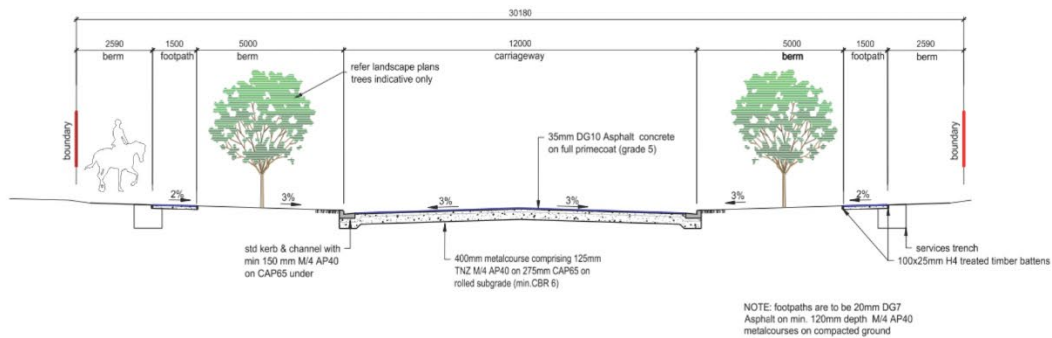 30180
2590
berm
1500
footpath
5000
berm
12000
carriageway
5000
berm
1500
footpath
2590
berm
refer landscape plans
trees indicative only
boundary
35mm DG10 Asphalt concrete
on full primecoat (grade 5)
boundary
2%
3%
3%
3%
3%
2%
std kerb & channel with
min 150 mm M/4 AP40
on CAP65 under
400mm metalcourse comprising 125mm
TNZ M/4 AP40 on 275mm CAP65 on
rolled subgrade (min.CBR 6)
services trench
100x25mm H4 treated timber battens
NOTE: footpaths are to be 20mm DG7
Asphalt on min. 120mm depth M/4 AP40
metalcourses on compacted ground